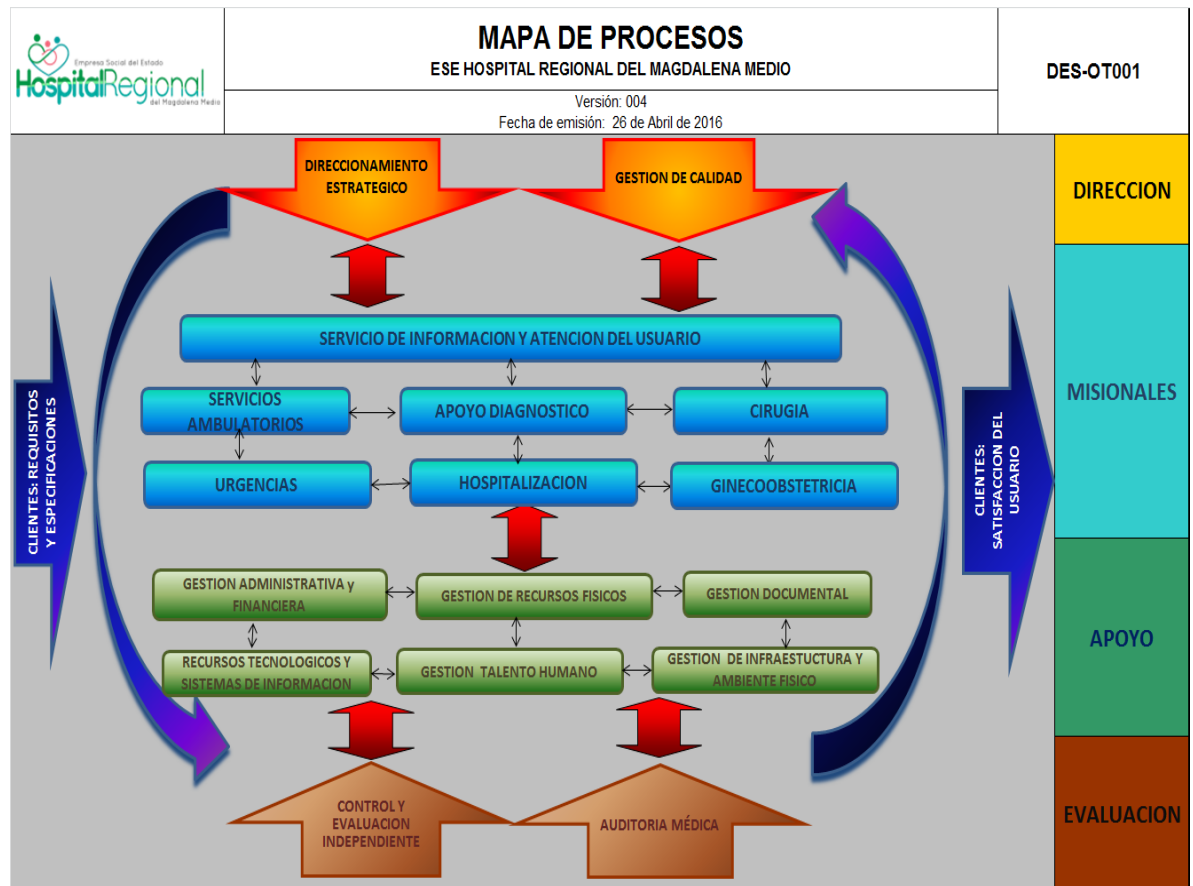 Empresa Social del Estado
HospitalRegional
del Magdalena Medio
MAPA DE PROCESOS
ESE HOSPITAL REGIONAL DEL MAGDALENA MEDIO
Versión: 004
Fecha de emisión: 26 de Abril de 2016
DES-OT001
DIRECCIONAMIENTO
ESTRATEGICO
GESTION DE CALIDAD
DIRECCION
SERVICIO DE INFORMACION Y ATENCION DEL USUARIO
SERVICIOS
AMBULATORIOS
APOYO DIAGNOSTICO
CIRUGIA
URGENCIAS
HOSPITALIZACION
GINECOOBSTETRICIA
MISIONALES
CLIENTES: REQUISITOS
Y ESPECIFICACIONES
CLIENTES:
SATISFACCION DEL
USUARIO
GESTION ADMINISTRATIVA y
FINANCIERA
GESTION DE RECURSOS FISICOS
GESTION DOCUMENTAL
RECURSOS TECNOLOGICOS Y
SISTEMAS DE INFORMACION
GESTION TALENTO HUMANO
GESTION DE INFRAESTUCTURA Y
AMBIENTE FISICO
APOYO
CONTROL Y
EVALUACION
INDEPENDIENTE
AUDITORIA MÉDICA
EVALUACION